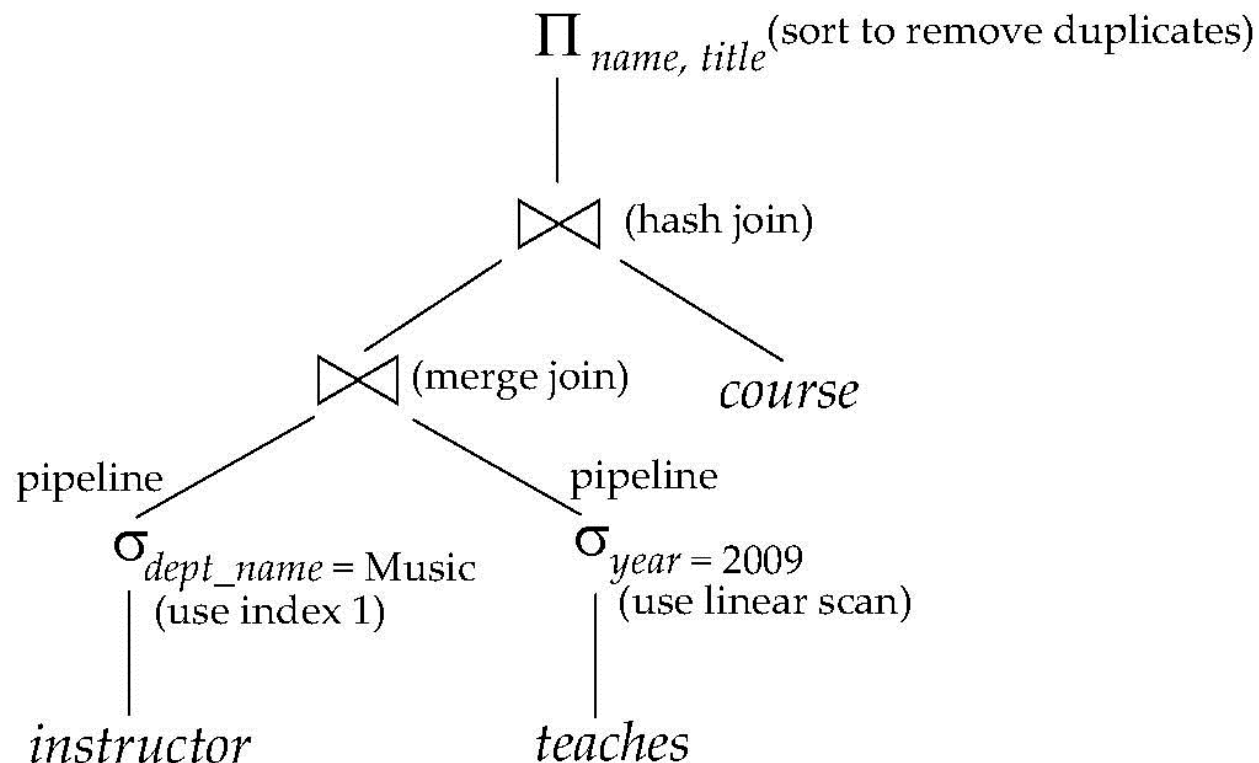 Π name, title (sort to remove duplicates)
(hash join)
(merge join)
course
pipeline
pipeline
σ dept_name = Music
(use index 1)
σ year = 2009
(use linear scan)
instructor
teaches